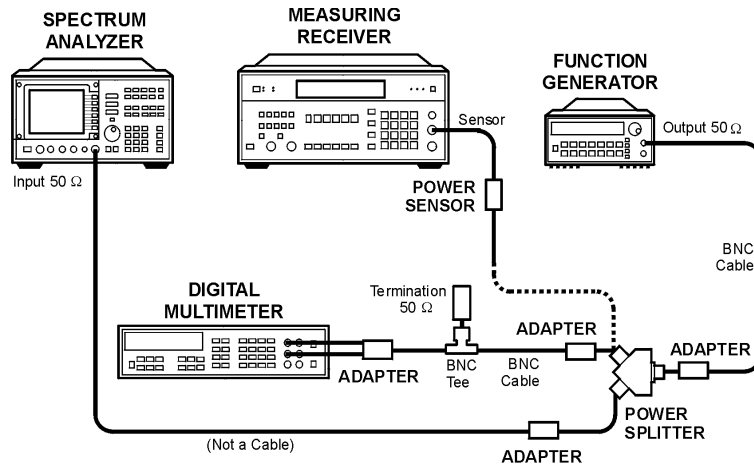 SPECTRUM
ANALYZER
MEASURING
RECEIVER
FUNCTION
GENERATOR
Sensor
Output 50 Ω
Input 50 Ω
POWER
SENSOR
BNC
Cable
DIGITAL
MULTIMETER
Termination
50 Ω
ADAPTER
ADAPTER
ADAPTER
BNC
Tee
BNC
Cable
POWER
SPLITTER
(Not a Cable)
ADAPTER